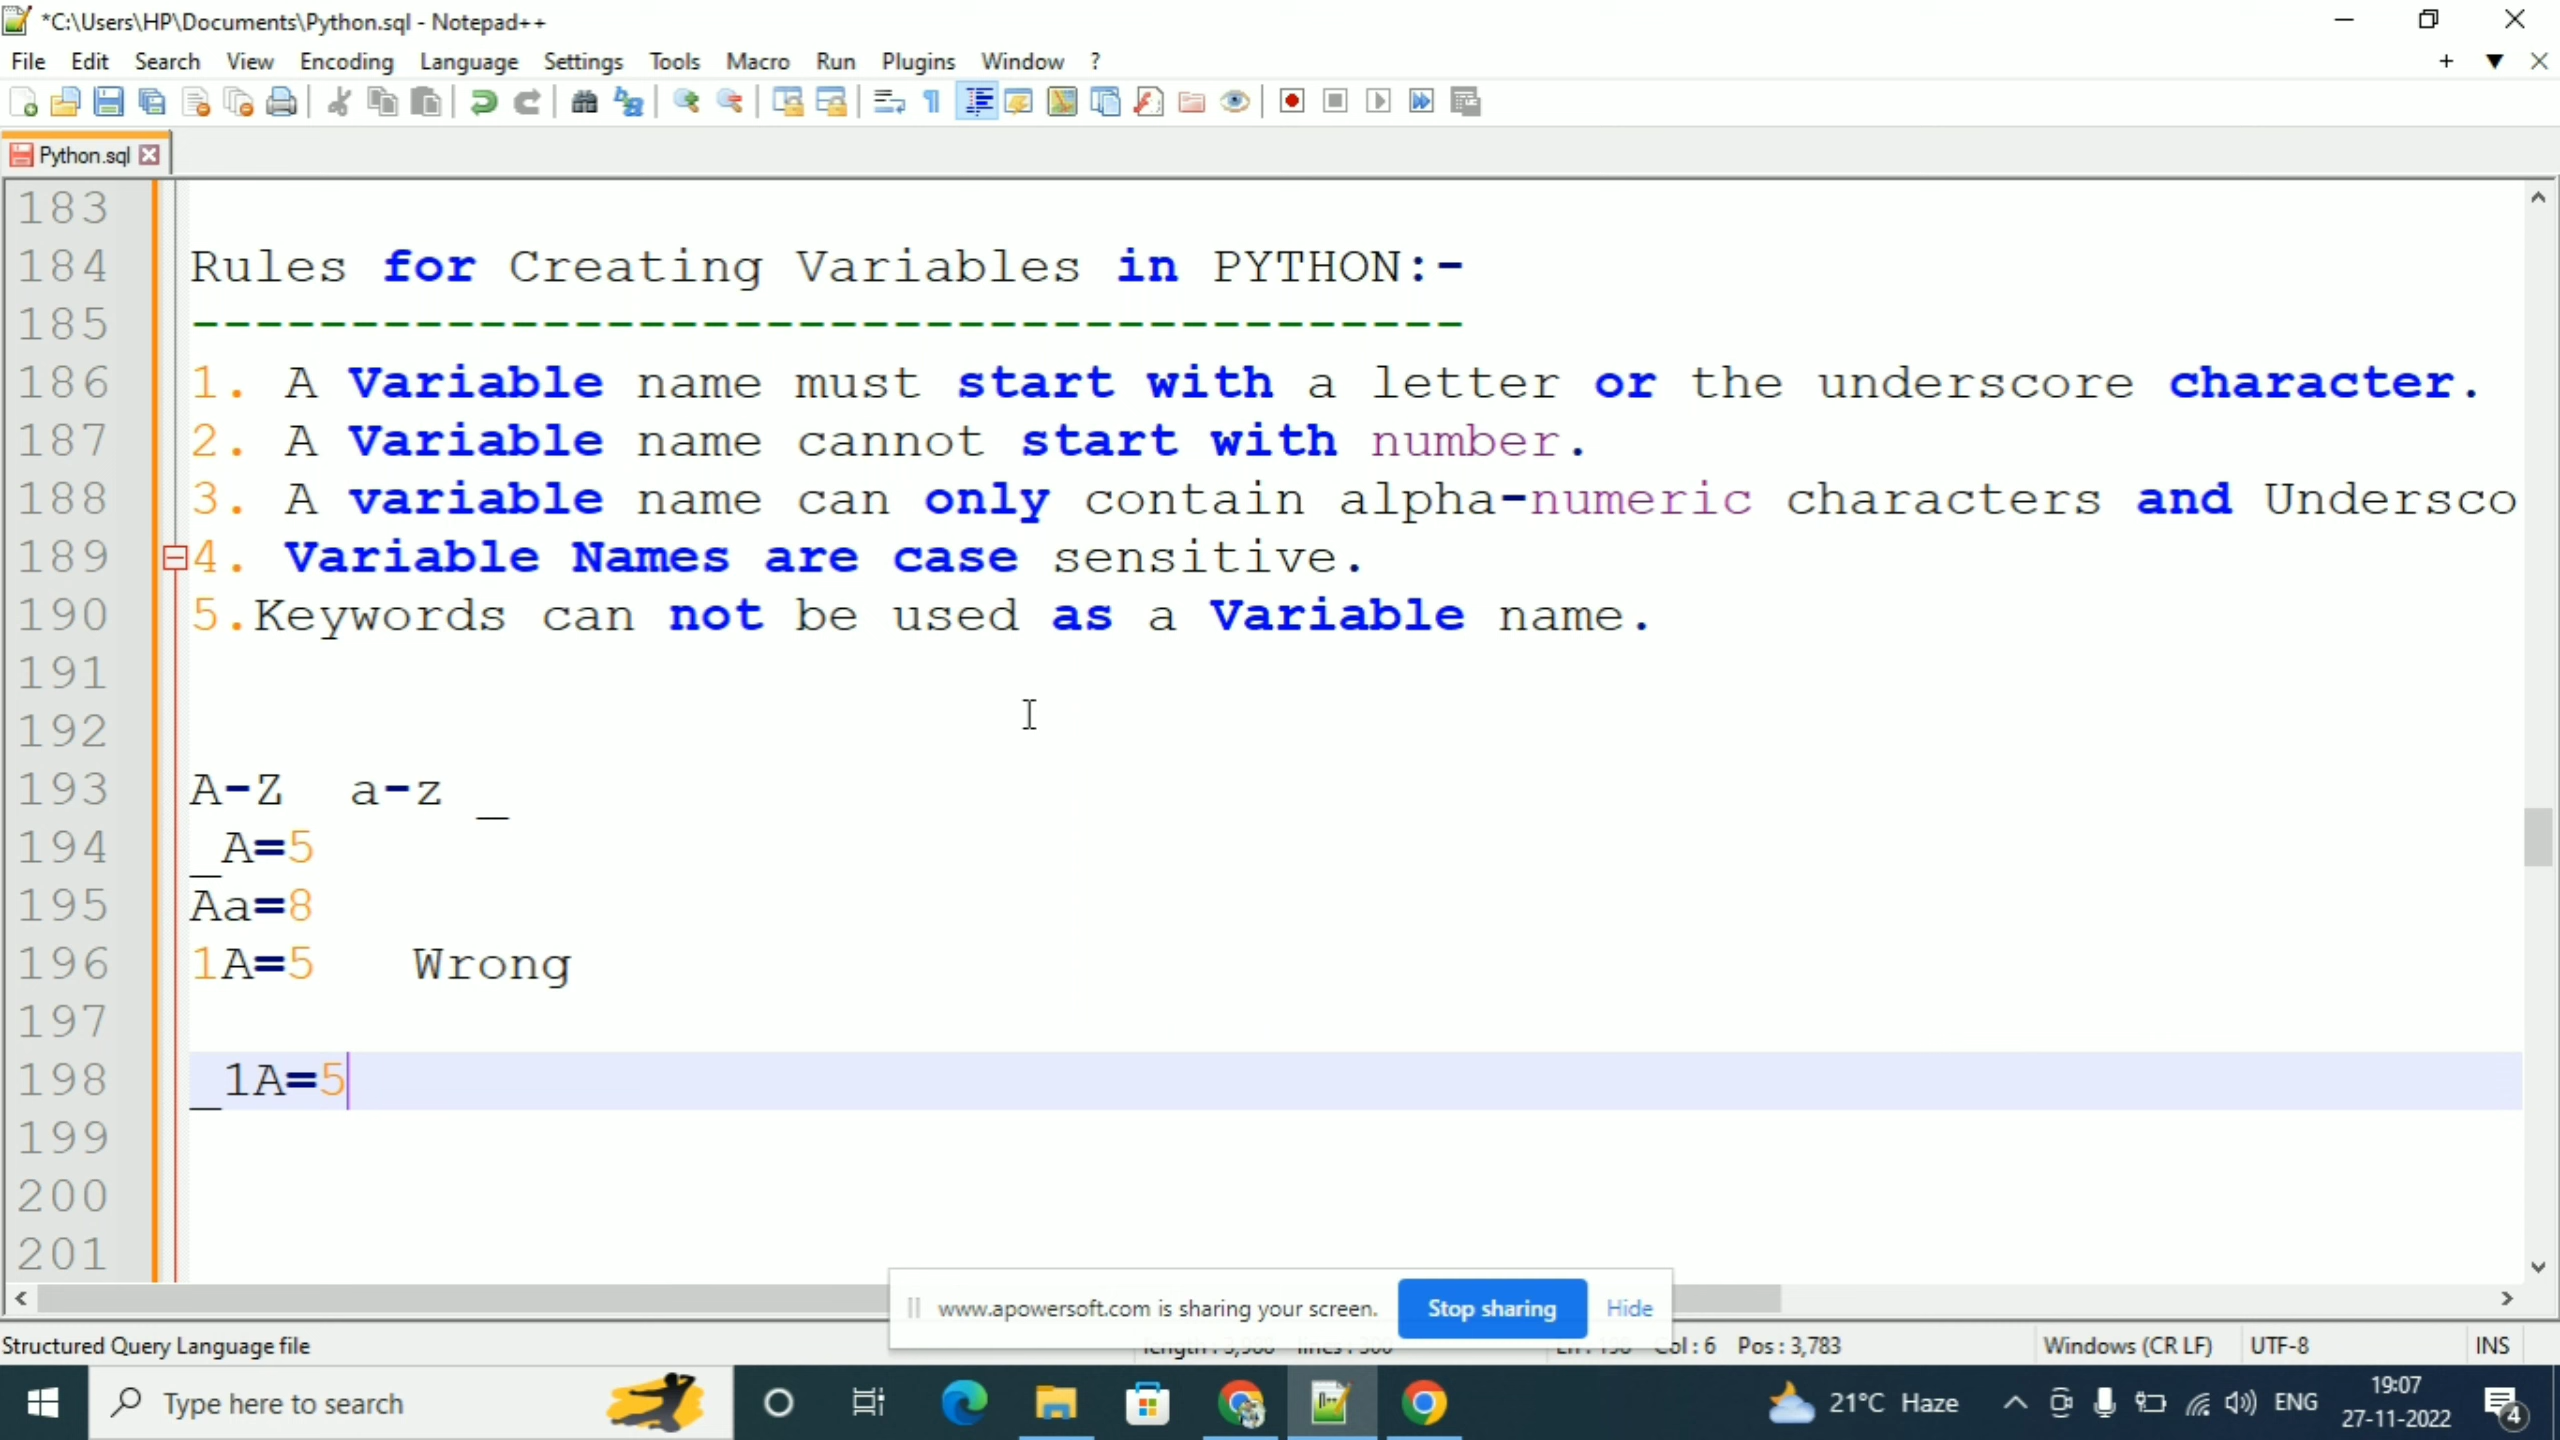 *C:\Users\HP\Documents\Python.sql - Notepad++
File Edit Search View Encoding Language Settings Tools Macro Run Plugins Window ?
Python.sql
183
184 Rules for Creating Variables in PYTHON:-
185 ----------------------------------------
186 1. A Variable name must start with a letter or the underscore character.
187 2. A Variable name cannot start with number.
188 3. A variable name can only contain alpha-numeric characters and Undersco
189 4. Variable Names are case sensitive.
190 5.Keywords can not be used as a Variable name.
191
192
193 A-Z  a-z _
194 _A=5
195 Aa=8
196 1A=5   Wrong
197
198 _1A=5
199
200
201
www.apowersoft.com is sharing your screen. Stop sharing Hide
Structured Query Language file Col : 6 Pos : 3,783 Windows (CR LF) UTF-8 INS
Type here to search 21°C Haze ENG 19:07
27-11-2022 4